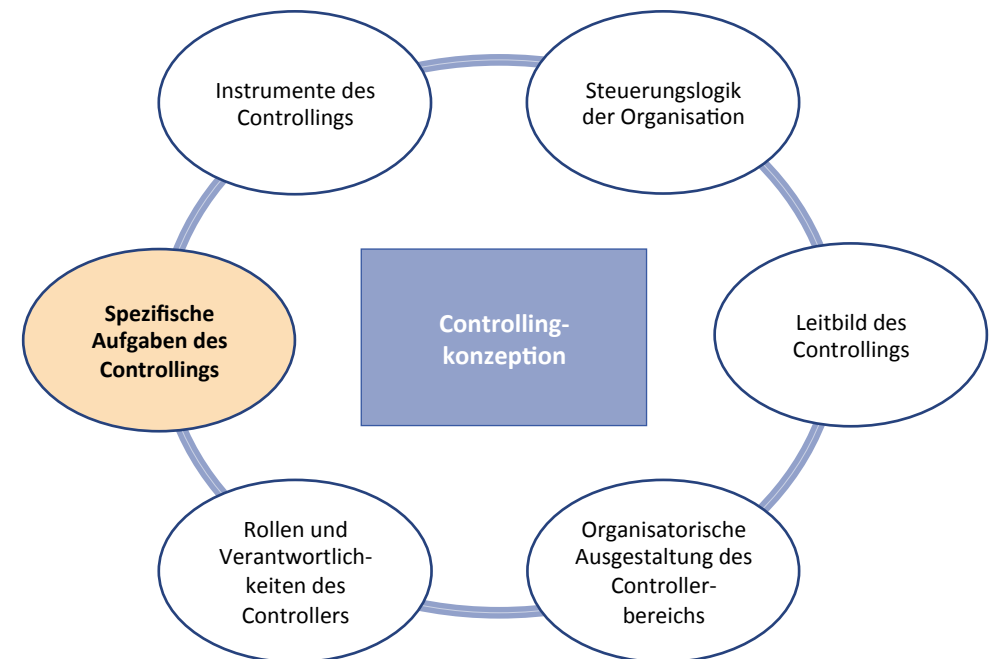 Instrumente des
Controllings
Steuerungslogik
der Organisation
Spezifische
Aufgaben des
Controllings
Controlling-
konzeption
Leitbild des
Controllings
Rollen und
Verantwortlich-
keiten des
Controllers
Organisatorische
Ausgestaltung des
Controller-
bereichs